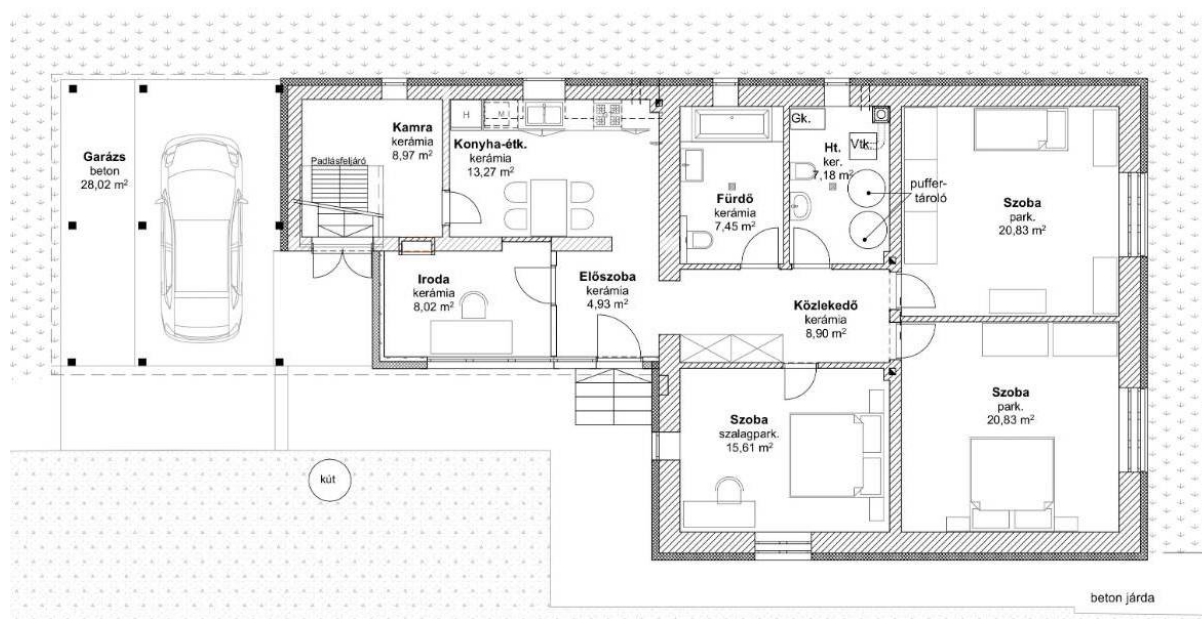 Garázs
beton
28,02 m²
Padlásfeljáró
Kamra
kerámia
8,97 m²
H
M
Konyha-étk.
kerámia
13,27 m²
Fürdő
kerámia
7,45 m²
Gk.
Vtk.
Ht.
ker.
7,18 m²
puffer-
tároló
Szoba
park.
20,83 m²
Iroda
kerámia
8,02 m²
Előszoba
kerámia
4,93 m²
Közlekedő
kerámia
8,90 m²
Szoba
szalagpark.
15,61 m²
Szoba
park.
20,83 m²
kút
beton járda